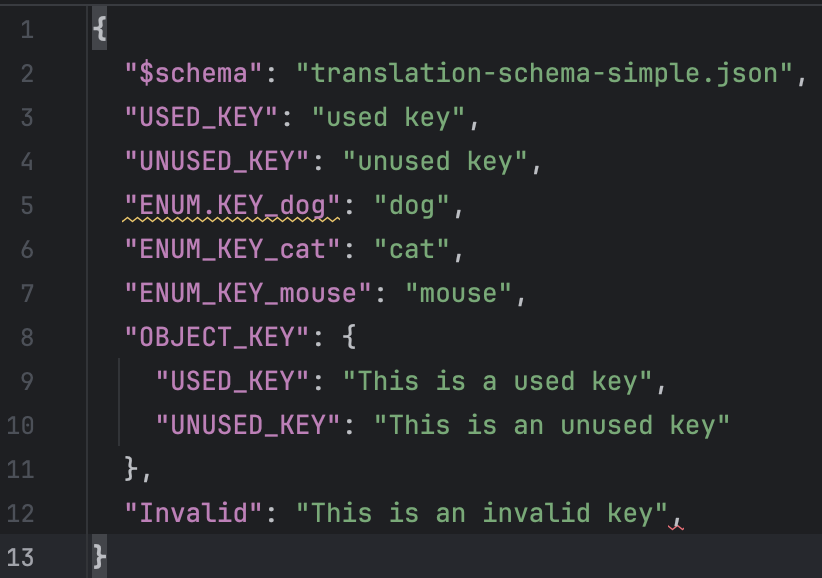 1 {
2 "$schema": "translation-schema-simple.json",
3 "USED_KEY": "used key",
4 "UNUSED_KEY": "unused key",
5 "ENUM.KEY_dog": "dog",
6 "ENUM_KEY_cat": "cat",
7 "ENUM_KEY_mouse": "mouse",
8 "OBJECT_KEY": {
9 "USED_KEY": "This is a used key",
10 "UNUSED_KEY": "This is an unused key"
11 },
12 "Invalid": "This is an invalid key",
13 }